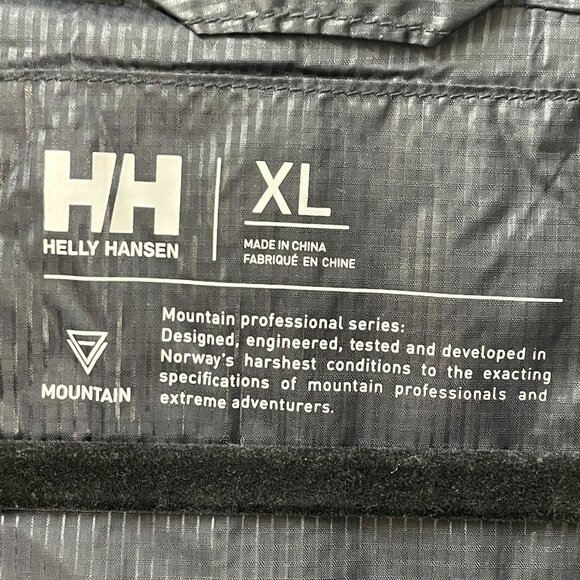 H/H
HELLY HANSEN
XL
MADE IN CHINA
FABRIQUÉ EN CHINE
MOUNTAIN
Mountain professional series:
Designed, engineered, tested and developed in
Norway's harshest conditions to the exacting
specifications of mountain professionals and
extreme adventurers.